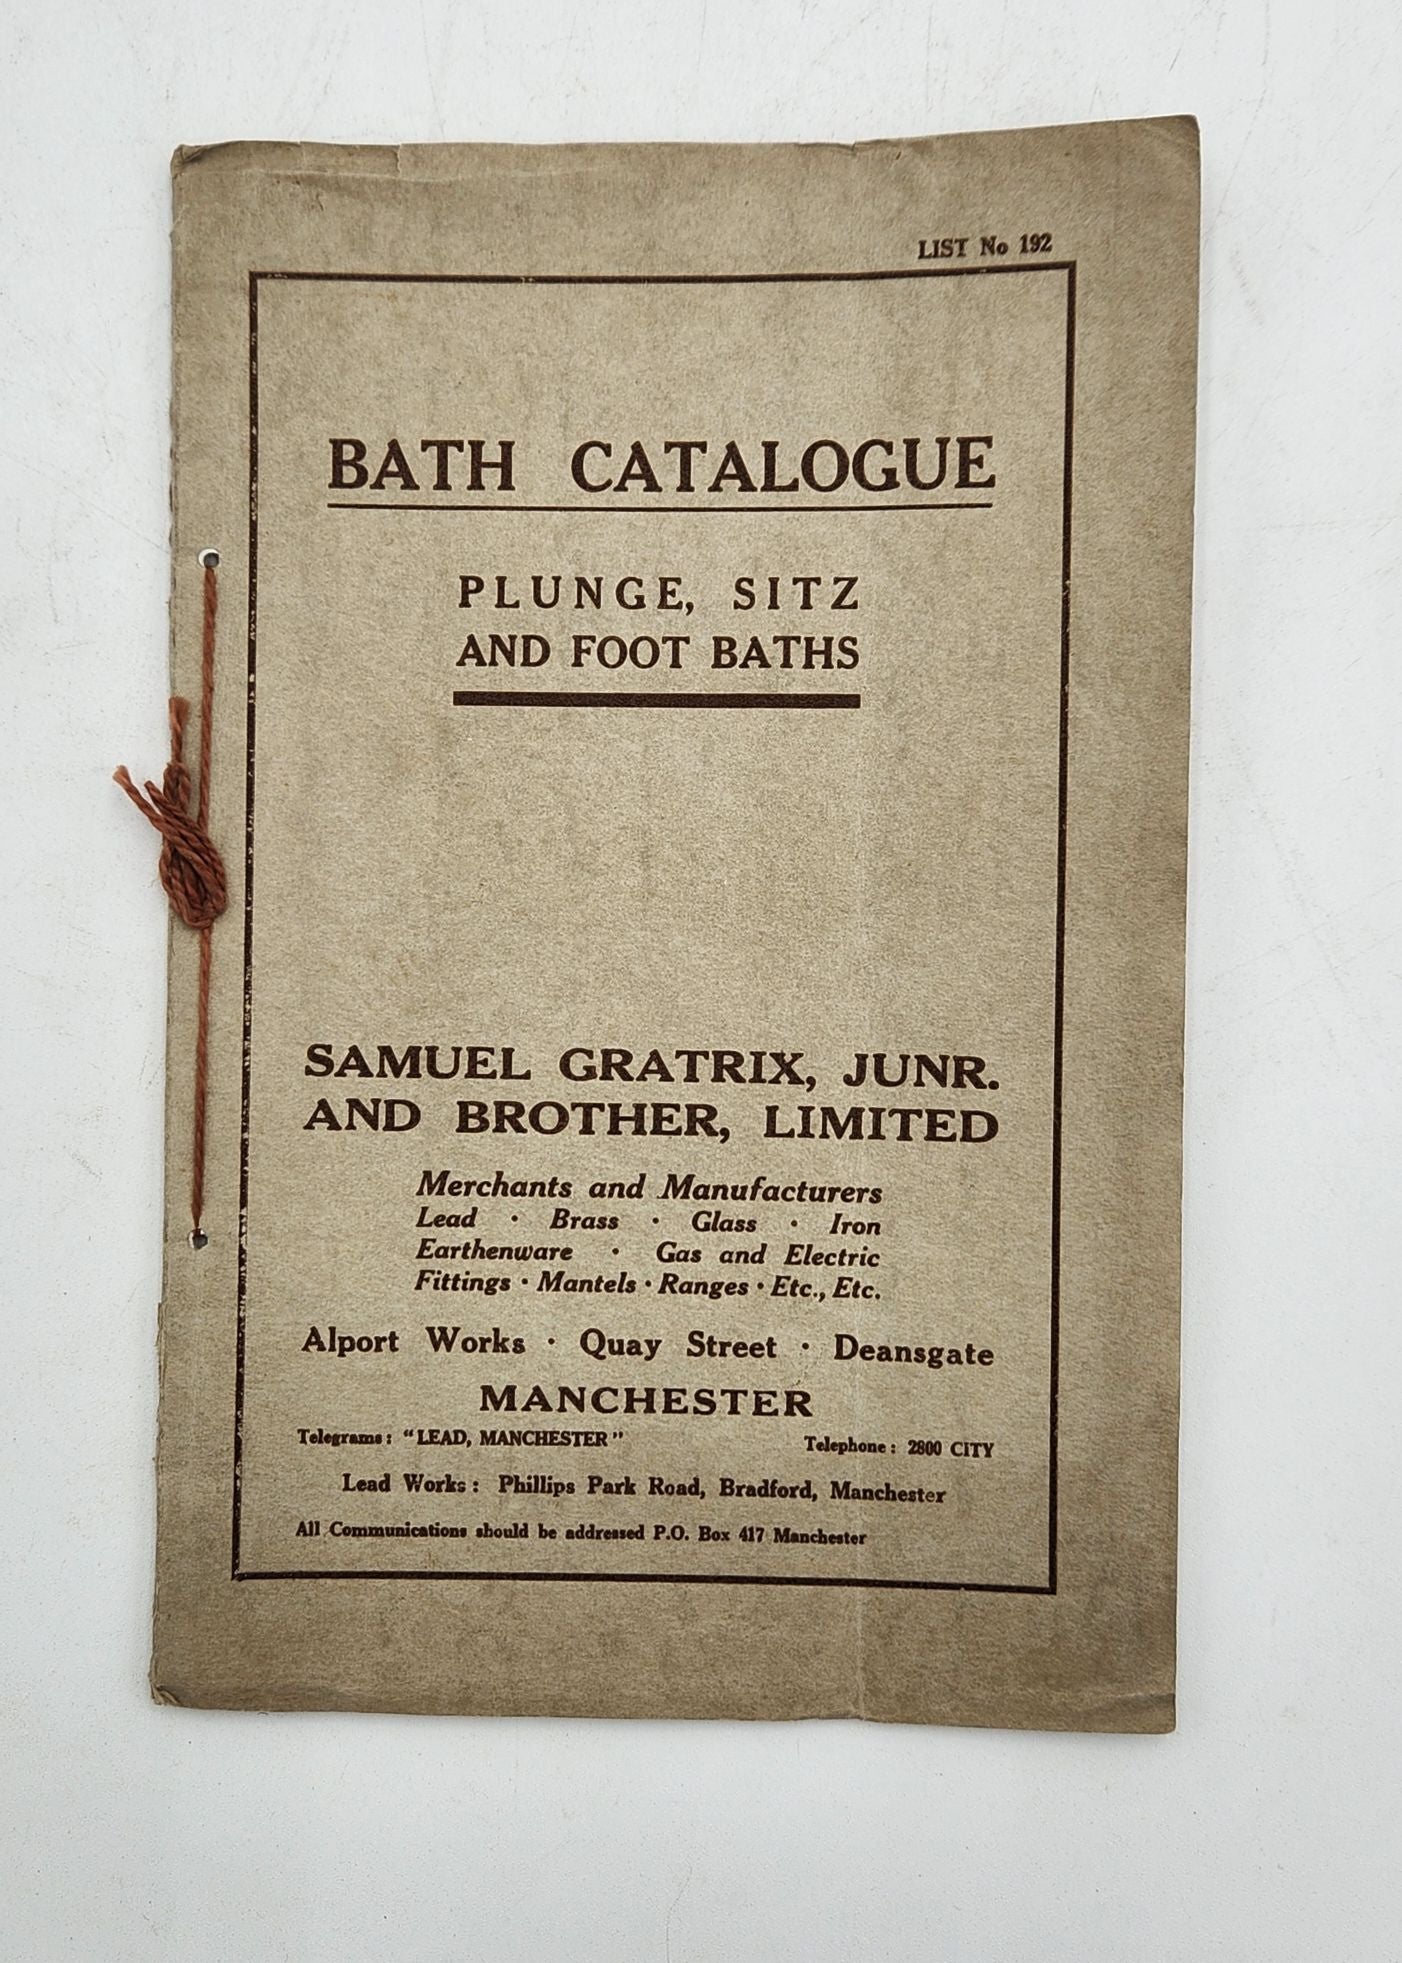 LIST No 192
BATH CATALOGUE
PLUNGE, SITZ
AND FOOT BATHS
SAMUEL GRATRIX, JUNR.
AND BROTHER, LIMITED
Merchants and Manufacturers
Lead · Brass · Glass · Iron
Earthenware · Gas and Electric
Fittings · Mantels · Ranges · Etc., Etc.
Alport Works · Quay Street · Deansgate
MANCHESTER
Telegrams: "LEAD, MANCHESTER" Telephone: 2800 CITY
Lead Works: Phillips Park Road, Bradford, Manchester
All Communications should be addressed P.O. Box 417 Manchester